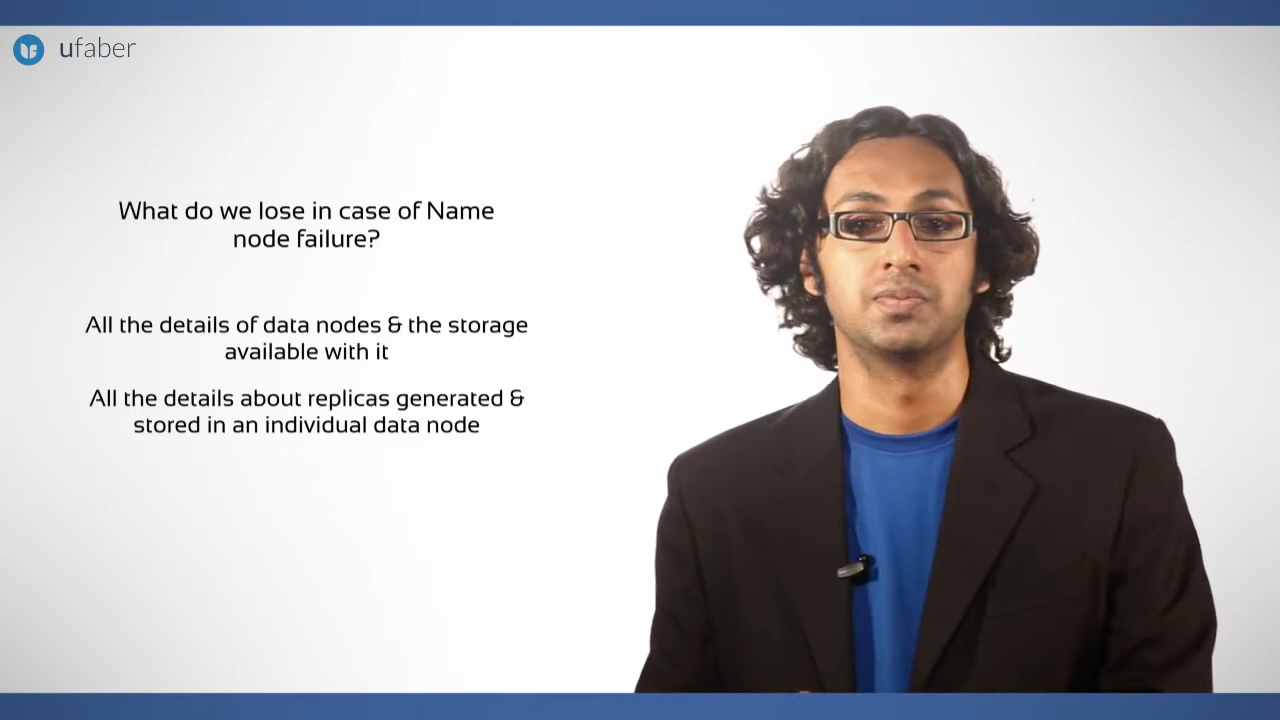 ufaber
What do we lose in case of Name
node failure?
All the details of data nodes & the storage
available with it
All the details about replicas generated &
stored in an individual data node